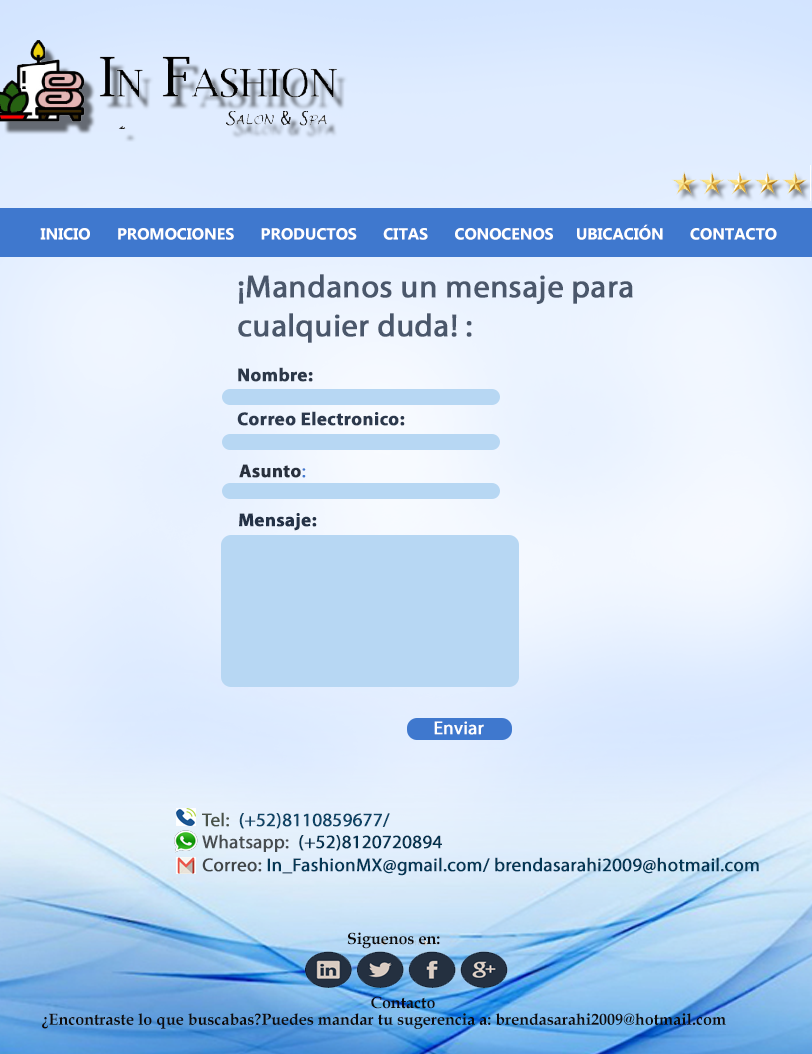 IN FASHION
SALON & SPA
INICIO PROMOCIONES PRODUCTOS CITAS CONOCENOS UBICACIÓN CONTACTO
¡Mandanos un mensaje para
cualquier duda! :
Nombre:
Correo Electronico:
Asunto:
Mensaje:
Enviar
Tel: (+52)8110859677/
Whatsapp: (+52)8120720894
Correo: In_FashionMX@gmail.com/ brendasarahi2009@hotmail.com
Siguenos en:
in f g+
Contacto
¿Encontraste lo que buscabas?Puedes mandar tu sugerencia a: brendasarahi2009@hotmail.com